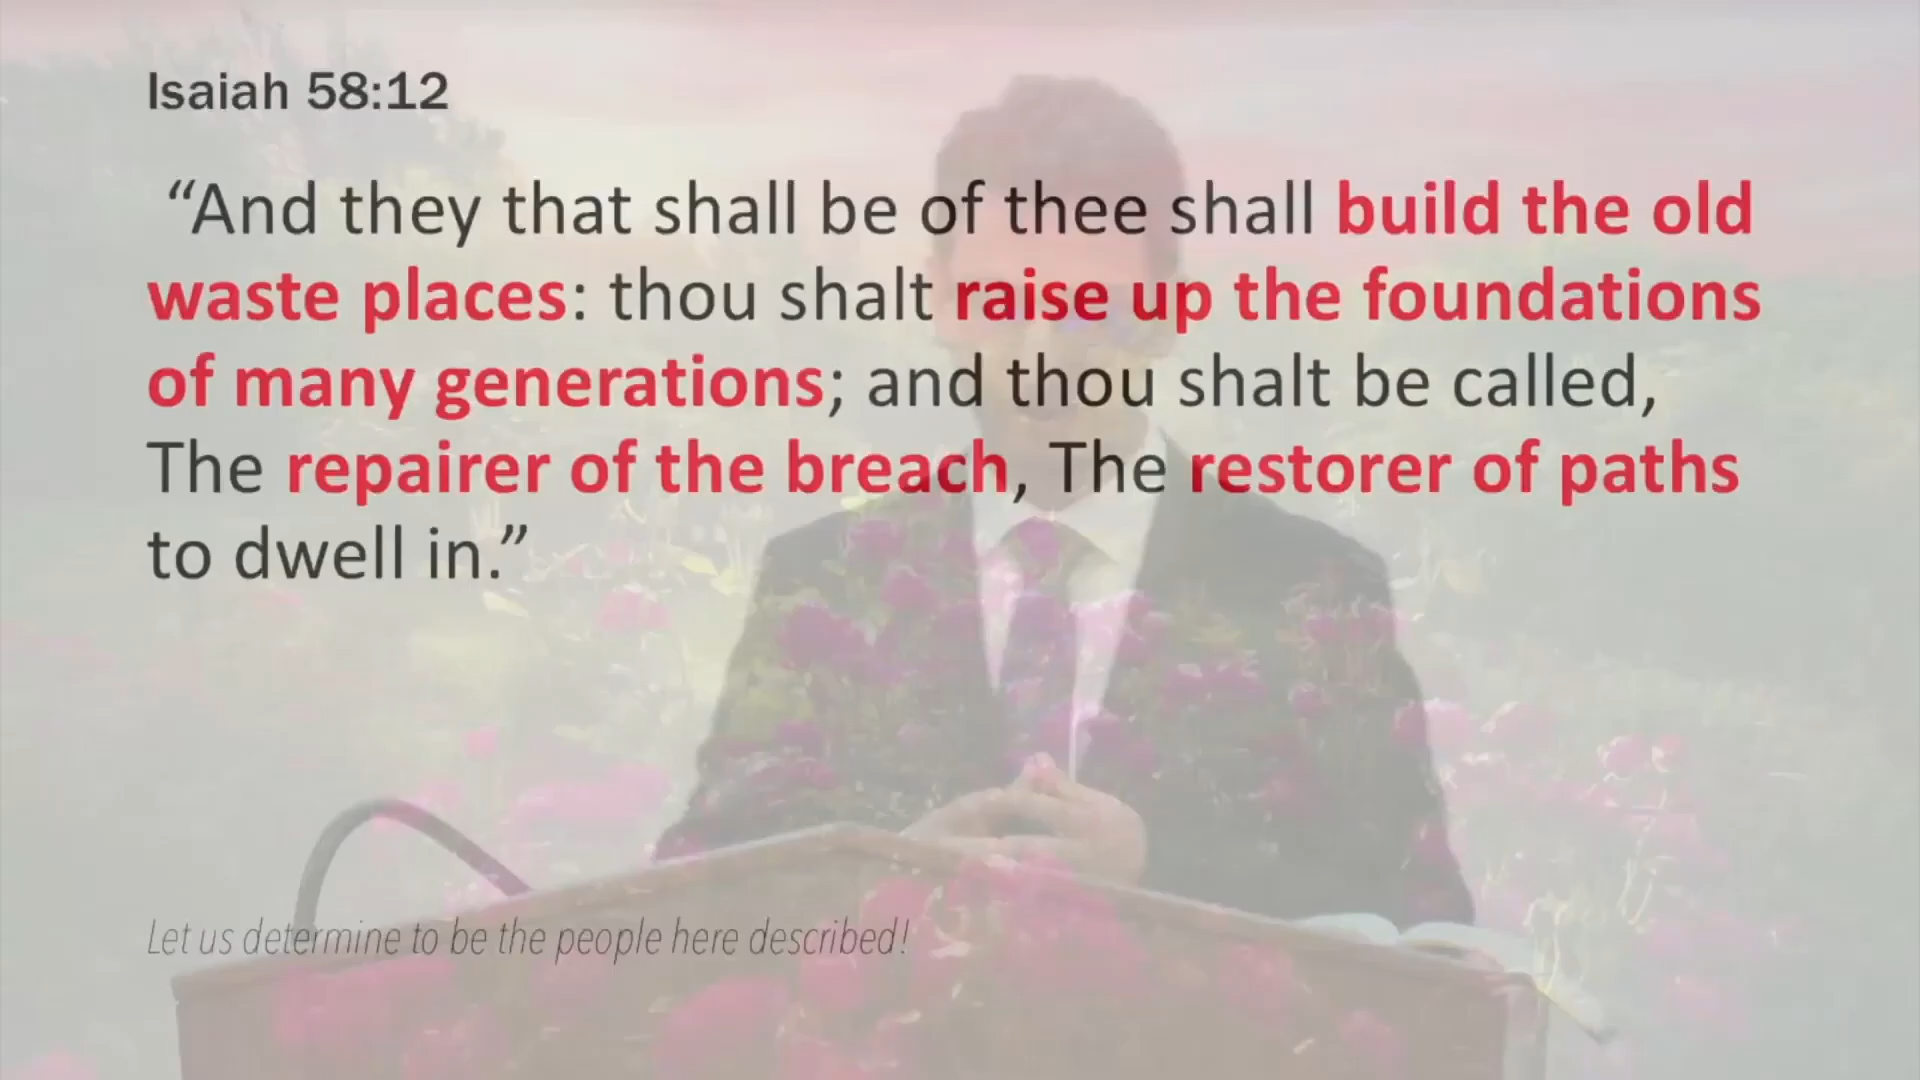 Isaiah 58:12
“And they that shall be of thee shall build the old
waste places: thou shalt raise up the foundations
of many generations; and thou shalt be called,
The repairer of the breach, The restorer of paths
to dwell in.”
Let us determine to be the people here described!